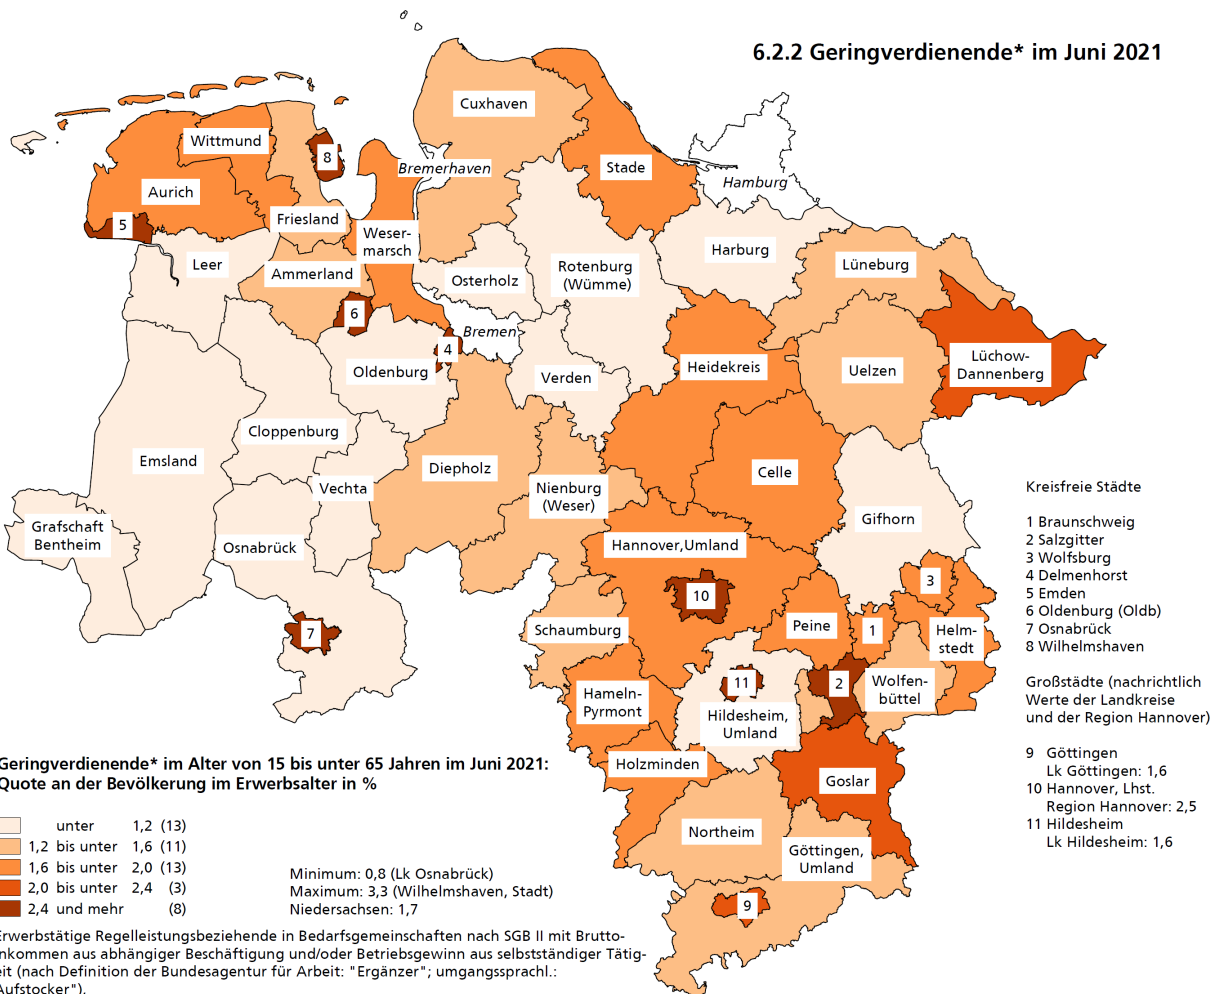 6.2.2 Geringverdienende* im Juni 2021
Cuxhaven
Wittmund
8
Bremerhaven
Stade
Hamburg
Aurich
5
Friesland
Weser-
marsch
Leer
Ammerland
Osterholz
Rotenburg
(Wümme)
Harburg
Lüneburg
6
Bremen
4
Oldenburg
Verden
Heidekreis
Uelzen
Lüchow-
Dannenberg
Cloppenburg
Emsland
Diepholz
Vechta
Nienburg
(Weser)
Celle
Gifhorn
Grafschaft
Bentheim
Osnabrück
Hannover,Umland
3
10
7
Schaumburg
Peine
1
Helm-
stedt
11
2
Wolfen-
büttel
Hameln-
Pyrmont
Hildesheim,
Umland
Holzminden
Goslar
Northeim
Göttingen,
Umland
9
Kreisfreie Städte
1 Braunschweig
2 Salzgitter
3 Wolfsburg
4 Delmenhorst
5 Emden
6 Oldenburg (Oldb)
7 Osnabrück
8 Wilhelmshaven
Großstädte (nachrichtlich
Werte der Landkreise
und der Region Hannover)
9 Göttingen
Lk Göttingen: 1,6
10 Hannover, Lhst.
Region Hannover: 2,5
11 Hildesheim
Lk Hildesheim: 1,6
Geringverdienende* im Alter von 15 bis unter 65 Jahren im Juni 2021:
Quote an der Bevölkerung im Erwerbsalter in %
unter 1,2 (13)
1,2 bis unter 1,6 (11)
1,6 bis unter 2,0 (13)
2,0 bis unter 2,4 (3)
2,4 und mehr (8)
Minimum: 0,8 (Lk Osnabrück)
Maximum: 3,3 (Wilhelmshaven, Stadt)
Niedersachsen: 1,7
Erwerbstätige Regelleistungsbeziehende in Bedarfsgemeinschaften nach SGB II mit Brutto-
nkommen aus abhängiger Beschäftigung und/oder Betriebsgewinn aus selbstständiger Tätig-
eit (nach Definition der Bundesagentur für Arbeit: "Ergänzer"; umgangssprachl.:
Aufstocker").